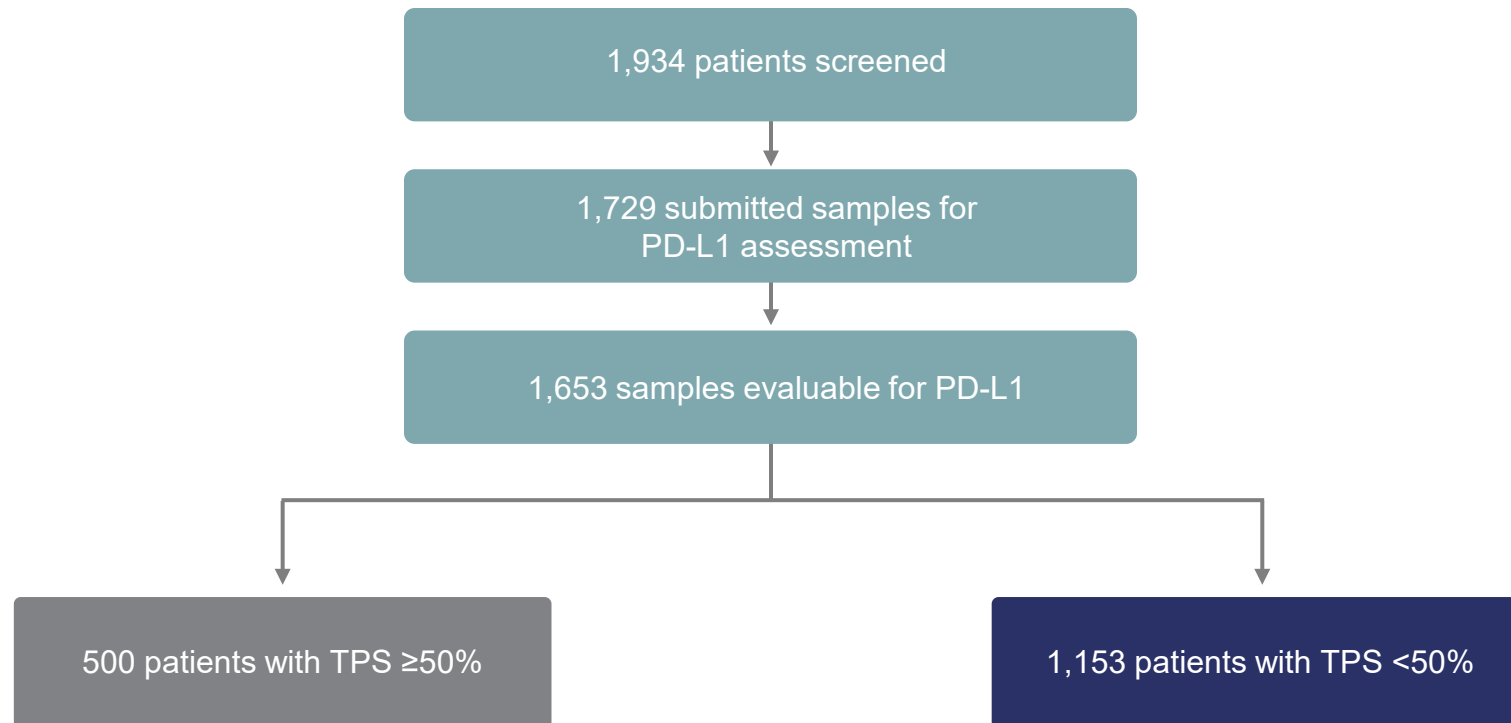 1,934 patients screened
1,729 submitted samples for
PD-L1 assessment
1,653 samples evaluable for PD-L1
500 patients with TPS ≥50%
1,153 patients with TPS <50%